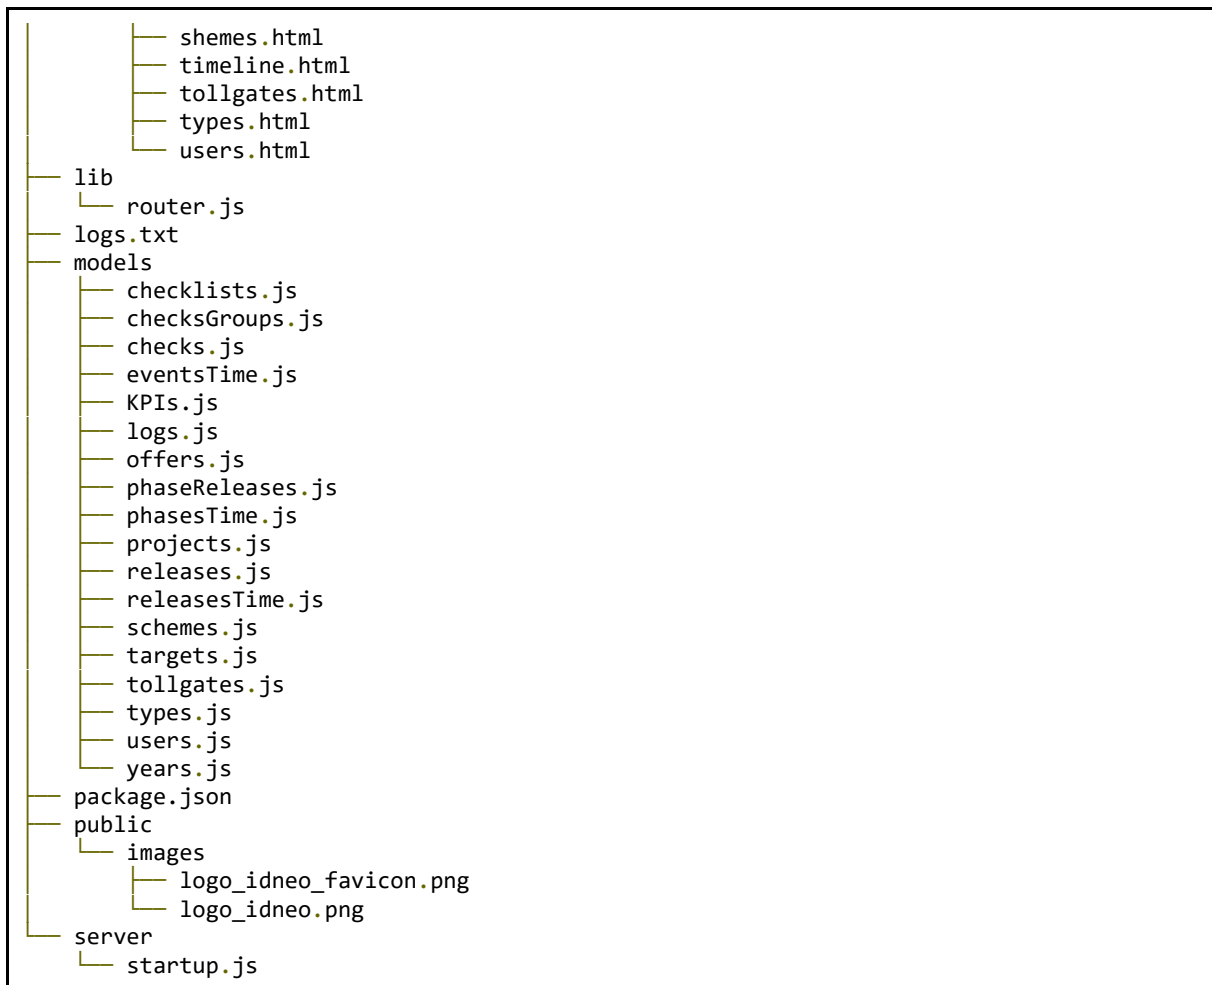 │       ├── shemes.html
│       ├── timeline.html
│       ├── tollgates.html
│       ├── types.html
│       └── users.html
├── lib
│   └── router.js
├── logs.txt
├── models
│   ├── checklists.js
│   ├── checksGroups.js
│   ├── checks.js
│   ├── eventsTime.js
│   ├── KPIs.js
│   ├── logs.js
│   ├── offers.js
│   ├── phaseReleases.js
│   ├── phasesTime.js
│   ├── projects.js
│   ├── releases.js
│   ├── releasesTime.js
│   ├── schemes.js
│   ├── targets.js
│   ├── tollgates.js
│   ├── types.js
│   ├── users.js
│   └── years.js
├── package.json
├── public
│   └── images
│       ├── logo_idneo_favicon.png
│       └── logo_idneo.png
└── server
    └── startup.js